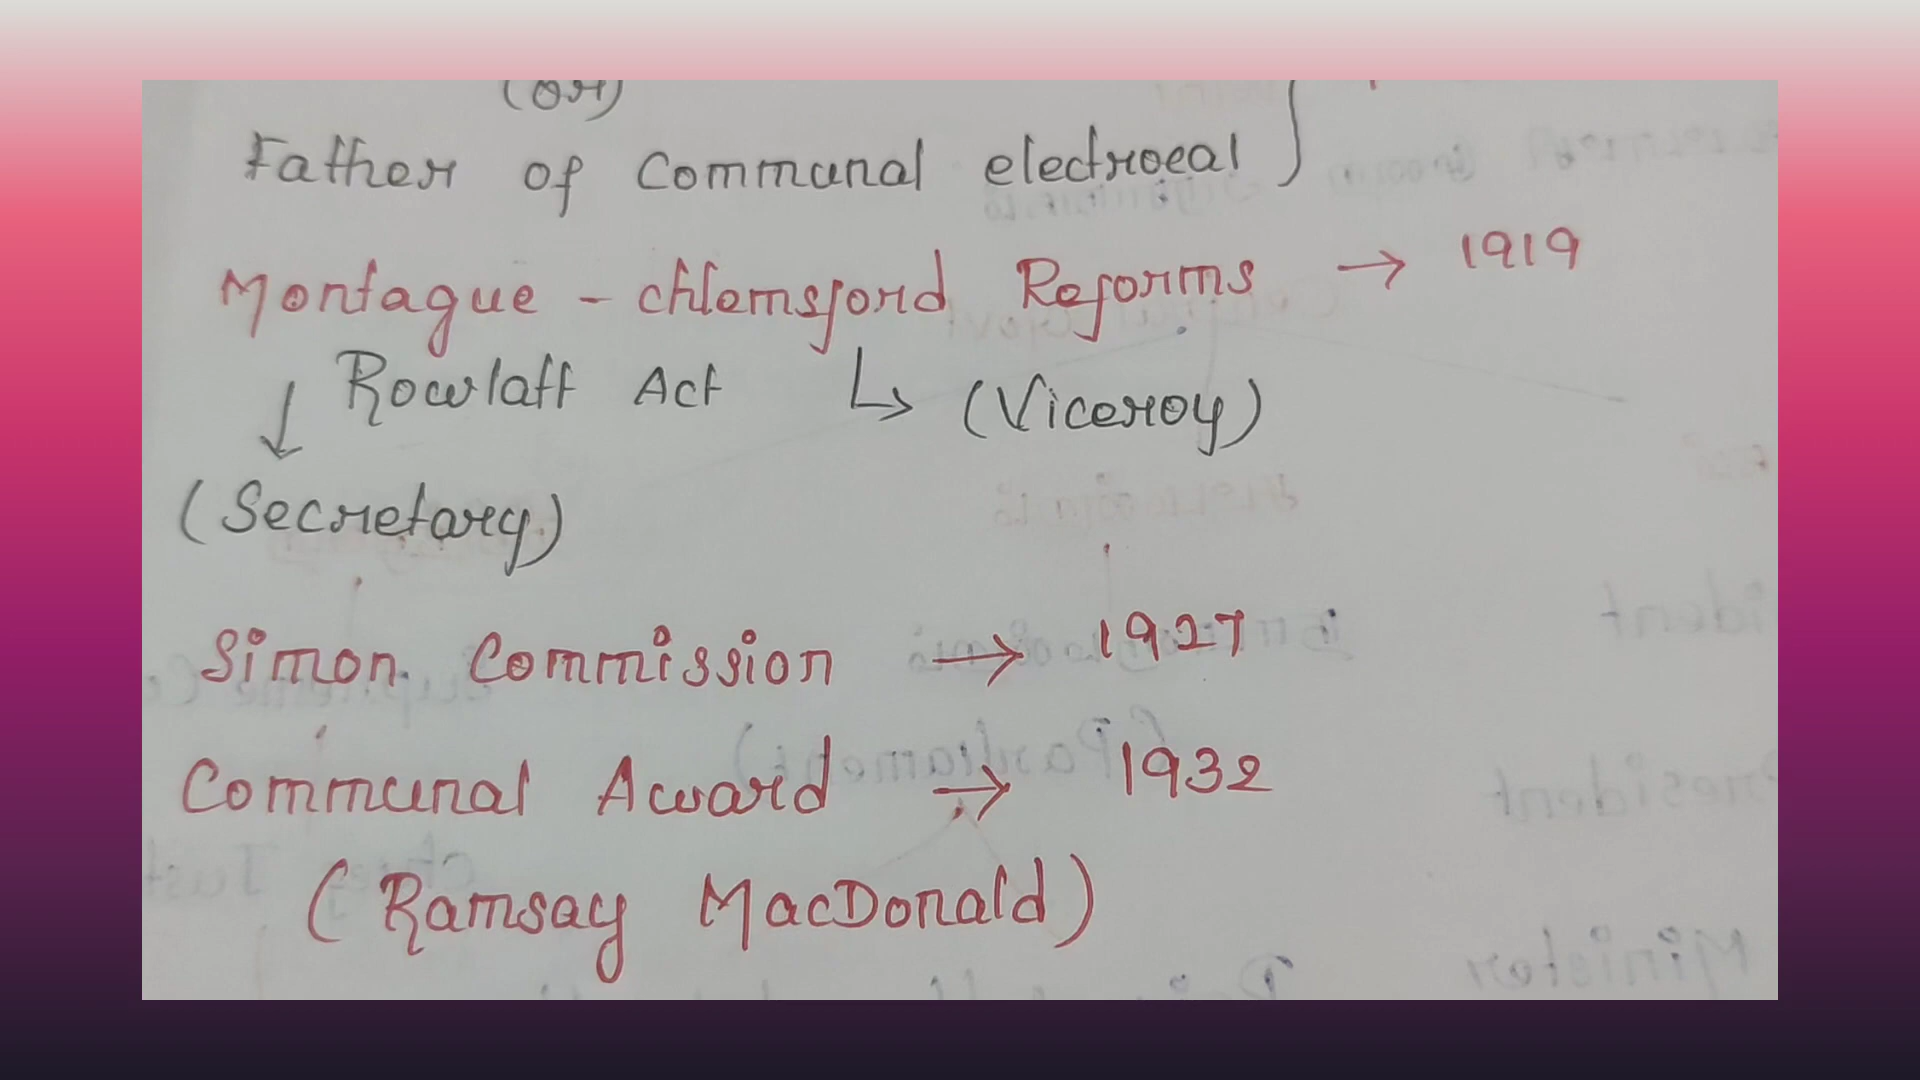 (or)
Father of Communal electroeal
Montague - chlemsford Reforms → 1919
↓ Rowlatt Act ↳ (Viceroy)
(Secretary)
Simon Commission → 1927
Communal Award → 1932
(Ramsay MacDonald)